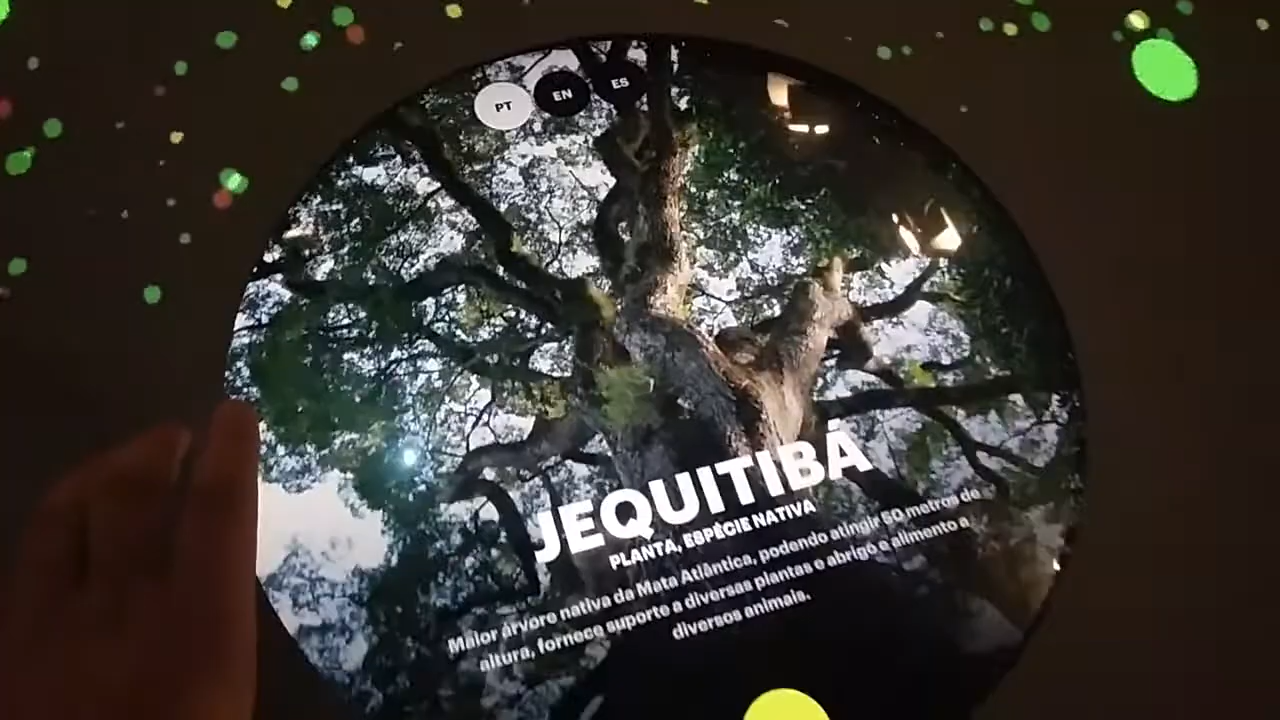 PT EN ES
JEQUITIBÁ
PLANTA, ESPÉCIE NATIVA
Maior árvore nativa da Mata Atlântica, podendo atingir 60 metros de
altura, fornece suporte a diversas plantas e abrigo e alimento a
diversos animais.